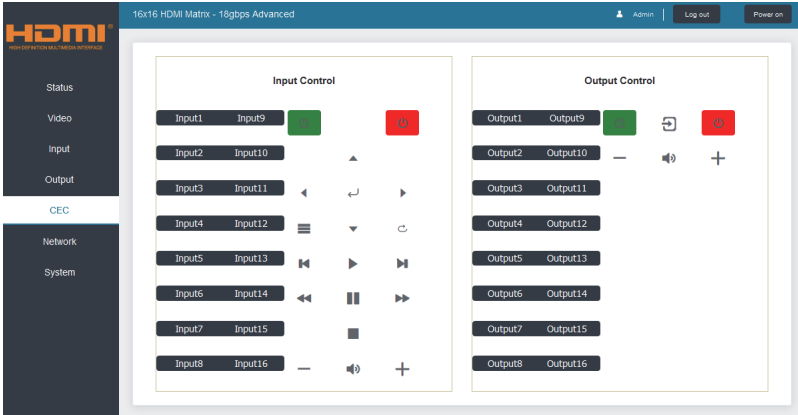 16x16 HDMI Matrix - 18gbps Advanced
Admin
Log out
Power on
HDMI®
HIGH DEFINITION MULTIMEDIA INTERFACE
Status
Video
Input
Output
CEC
Network
System
Input Control
Input1 Input9
Input2 Input10
Input3 Input11
Input4 Input12
Input5 Input13
Input6 Input14
Input7 Input15
Input8 Input16
Output Control
Output1 Output9
Output2 Output10
Output3 Output11
Output4 Output12
Output5 Output13
Output6 Output14
Output7 Output15
Output8 Output16